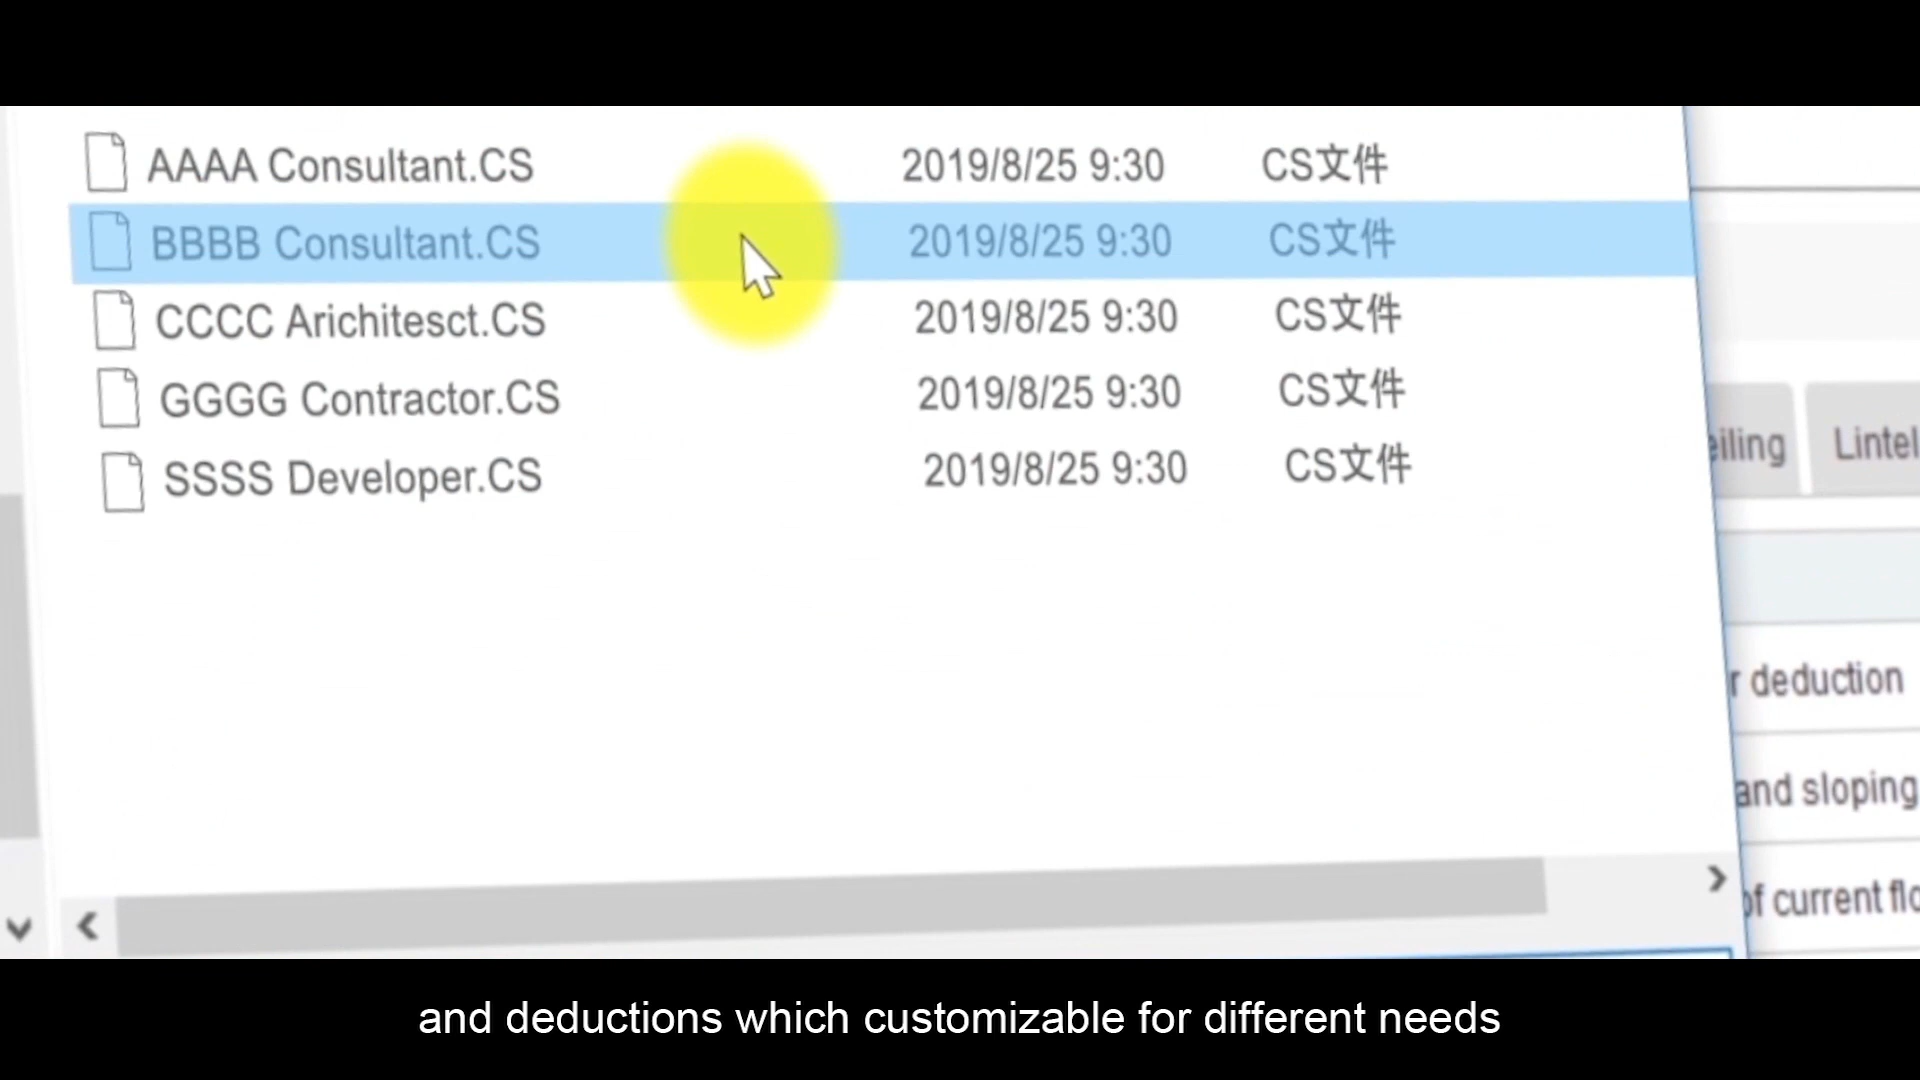 AAAA Consultant.CS 2019/8/25 9:30 CS文件
BBBB Consultant.CS 2019/8/25 9:30 CS文件
CCCC Arichitesct.CS 2019/8/25 9:30 CS文件
GGGG Contractor.CS 2019/8/25 9:30 CS文件
SSSS Developer.CS 2019/8/25 9:30 CS文件
Lintel
deduction
and sloping
of current
and deductions which customizable for different needs